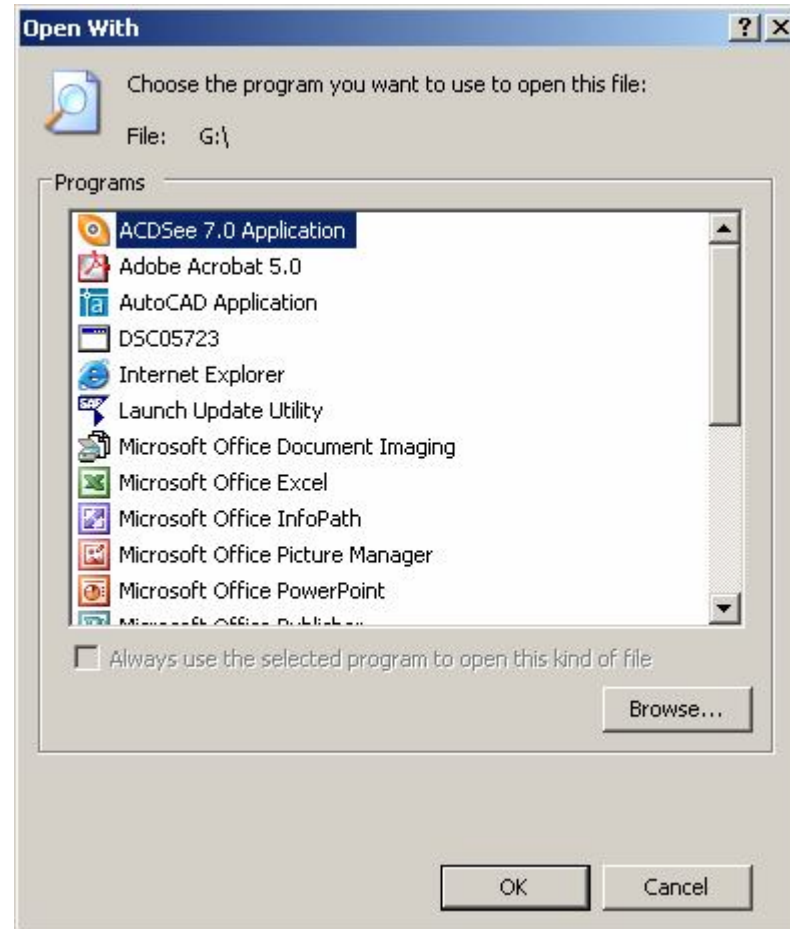 Open With
Choose the program you want to use to open this file:
File: G:\
Programs
ACDSee 7.0 Application
Adobe Acrobat 5.0
AutoCAD Application
DSC05723
Internet Explorer
Launch Update Utility
Microsoft Office Document Imaging
Microsoft Office Excel
Microsoft Office InfoPath
Microsoft Office Picture Manager
Microsoft Office PowerPoint
Microsoft Office Publisher
Always use the selected program to open this kind of file
Browse...
OK Cancel